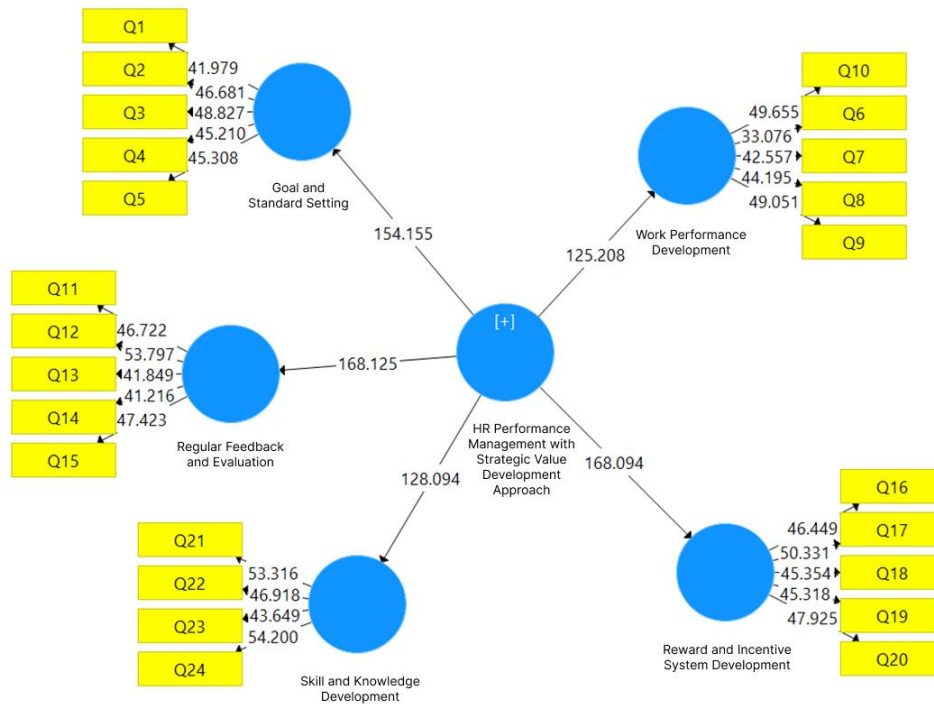 Q1
Q2
Q3
Q4
Q5
41.979
46.681
48.827
45.210
45.308
Goal and
Standard Setting
Q10
Q6
Q7
Q8
Q9
49.655
33.076
42.557
44.195
49.051
Work Performance
Development
154.155
125.208
Q11
Q12
Q13
Q14
Q15
46.722
53.797
41.849
41.216
47.423
Regular Feedback
and Evaluation
168.125
[+]
HR Performance
Management with
Strategic Value
Development
Approach
128.094
168.094
Q21
Q22
Q23
Q24
53.316
46.918
43.649
54.200
Skill and Knowledge
Development
Q16
Q17
Q18
Q19
Q20
46.449
50.331
45.354
45.318
47.925
Reward and Incentive
System Development